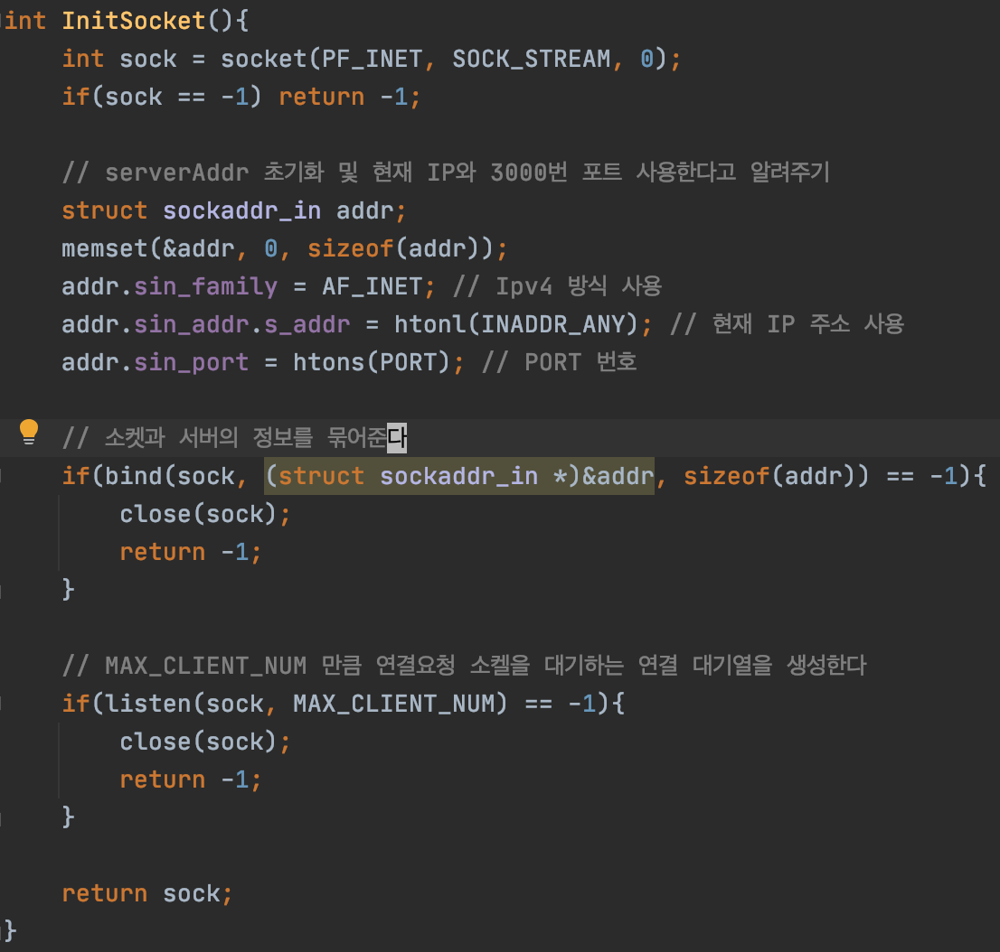 int InitSocket(){
    int sock = socket(PF_INET, SOCK_STREAM, 0);
    if(sock == -1) return -1;

    // serverAddr 초기화 및 현재 IP와 3000번 포트 사용한다고 알려주기
    struct sockaddr_in addr;
    memset(&addr, 0, sizeof(addr));
    addr.sin_family = AF_INET; // Ipv4 방식 사용
    addr.sin_addr.s_addr = htonl(INADDR_ANY); // 현재 IP 주소 사용
    addr.sin_port = htons(PORT); // PORT 번호

    // 소켓과 서버의 정보를 묶어준다
    if(bind(sock, (struct sockaddr_in *)&addr, sizeof(addr)) == -1){
        close(sock);
        return -1;
    }

    // MAX_CLIENT_NUM 만큼 연결요청 소켈을 대기하는 연결 대기열을 생성한다
    if(listen(sock, MAX_CLIENT_NUM) == -1){
        close(sock);
        return -1;
    }

    return sock;
}